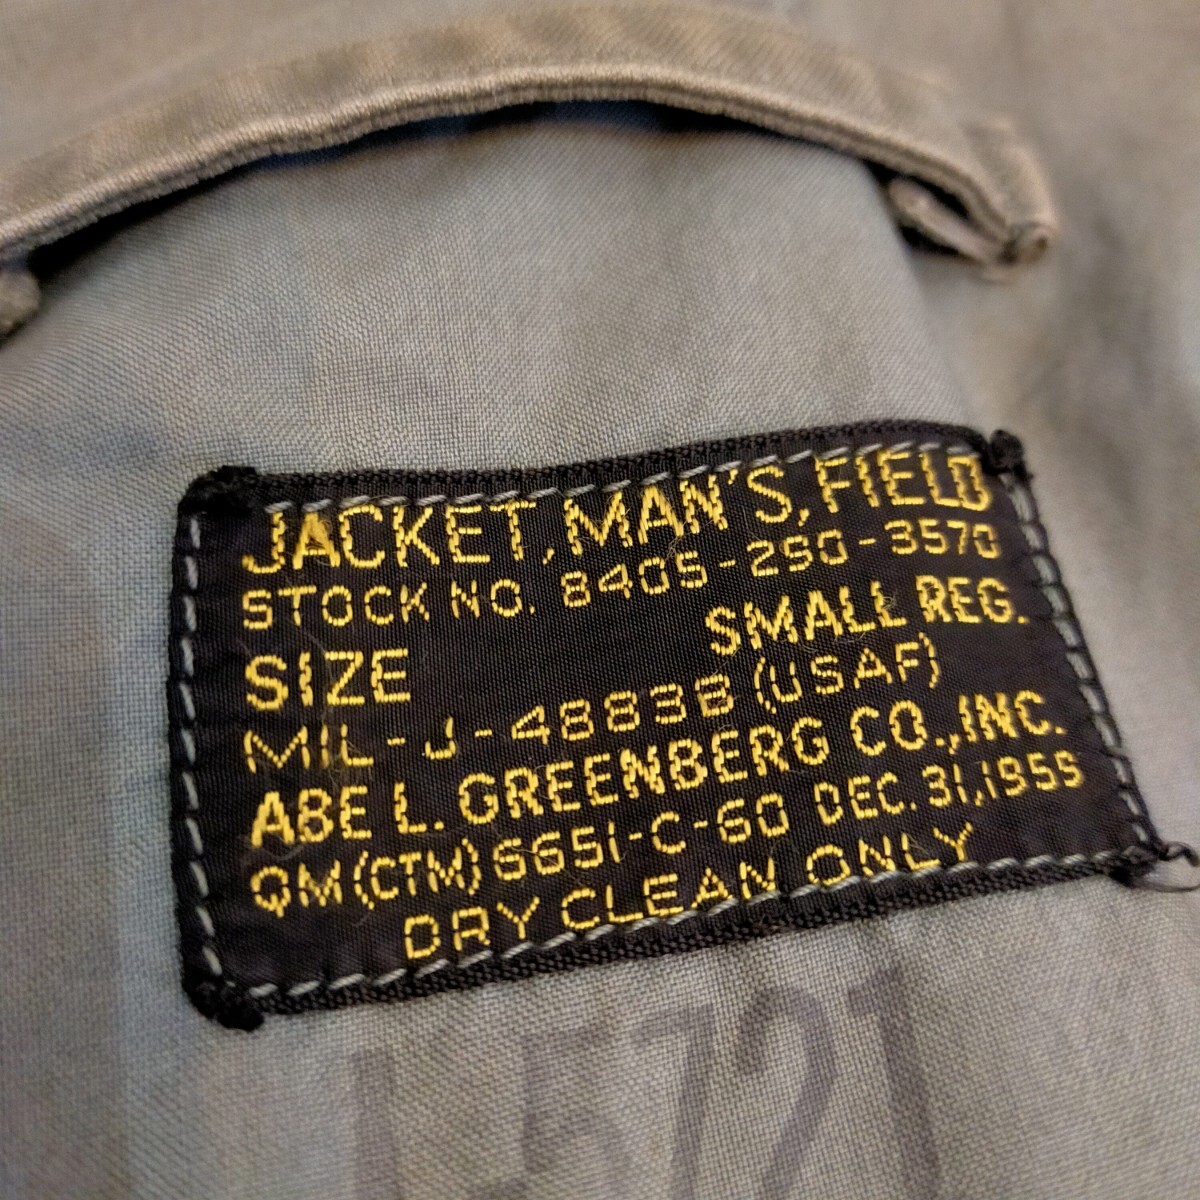 JACKET, MAN'S, FIELD
STOCK NO. 8405-290-3570
SIZE SMALL REG.
MIL-J-4883B (USAF)
ABE L. GREENBERG CO., INC.
QM (CTM) 6651-C-60 DEC. 31, 1959
DRY CLEAN ONLY